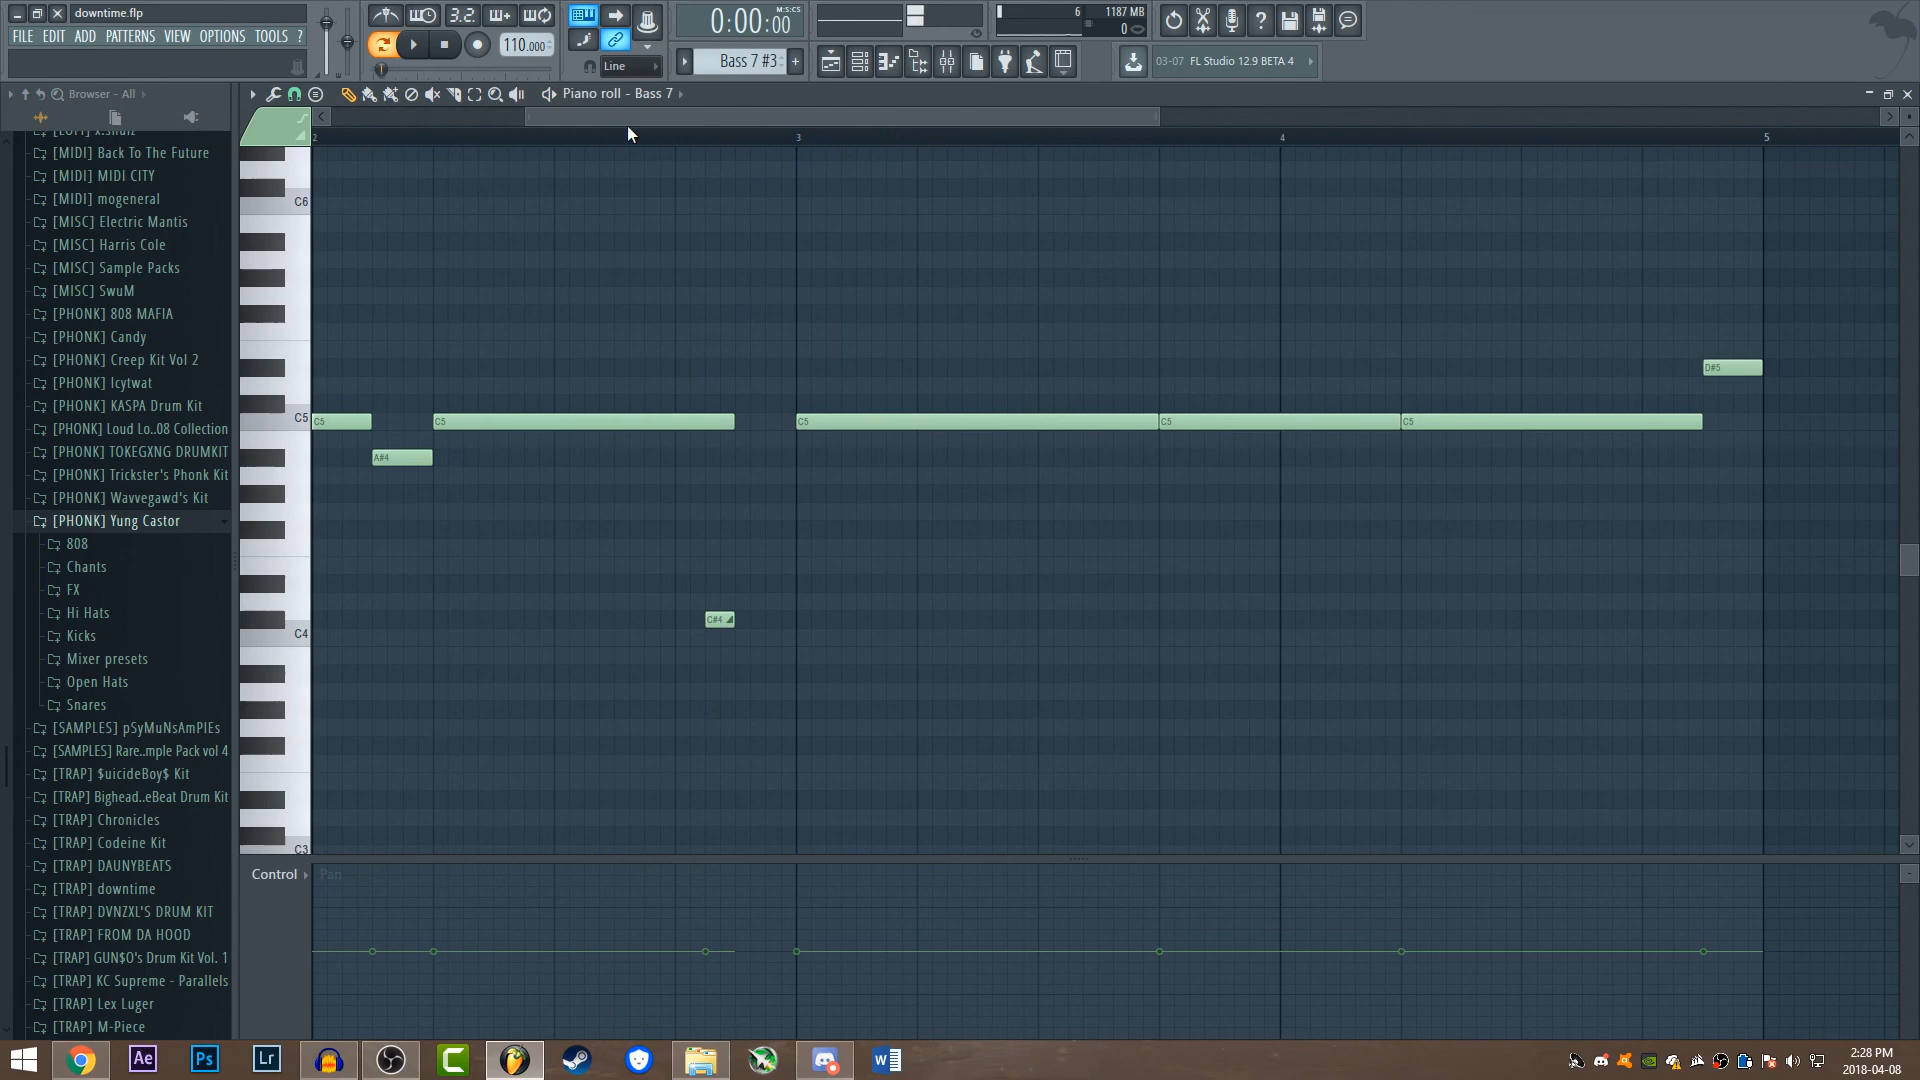 downtime.flp
FILE EDIT ADD PATTERNS VIEW OPTIONS TOOLS ?
3.2.
110.000
Line
0:00:00
M:S:CS
Bass 7 #3
+
6
1187 MB
0
03-07 FL Studio 12.9 BETA 4
Browser - All
Piano roll - Bass 7
[MIDI] Back To The Future
[MIDI] MIDI CITY
[MIDI] mogeneral
[MISC] Electric Mantis
[MISC] Harris Cole
[MISC] Sample Packs
[MISC] SwuM
[PHONK] 808 MAFIA
[PHONK] Candy
[PHONK] Creep Kit Vol 2
[PHONK] Icytwat
[PHONK] KASPA Drum Kit
[PHONK] Loud Lo..08 Collection
[PHONK] TOKEGXNG DRUMKIT
[PHONK] Trickster's Phonk Kit
[PHONK] Wavvegawd's Kit
[PHONK] Yung Castor
808
Chants
FX
Hi Hats
Kicks
Mixer presets
Open Hats
Snares
[SAMPLES] pSyMuNsAmPlEs
[SAMPLES] Rare..mple Pack vol 4
[TRAP] $uicideBoy$ Kit
[TRAP] Bighead..eBeat Drum Kit
[TRAP] Chronicles
[TRAP] Codeine Kit
[TRAP] DAUNYBEATS
[TRAP] downtime
[TRAP] DVNZXL'S DRUM KIT
[TRAP] FROM DA HOOD
[TRAP] GUN$O's Drum Kit Vol. 1
[TRAP] KC Supreme - Parallels
[TRAP] Lex Luger
[TRAP] M-Piece
2 3 4 5
C6
D#5
C5 C5 C5 C5 C5 C5
A#4
C#4
C4
C3
Control
Pan
Ae Ps Lr
2:28 PM
2018-04-08